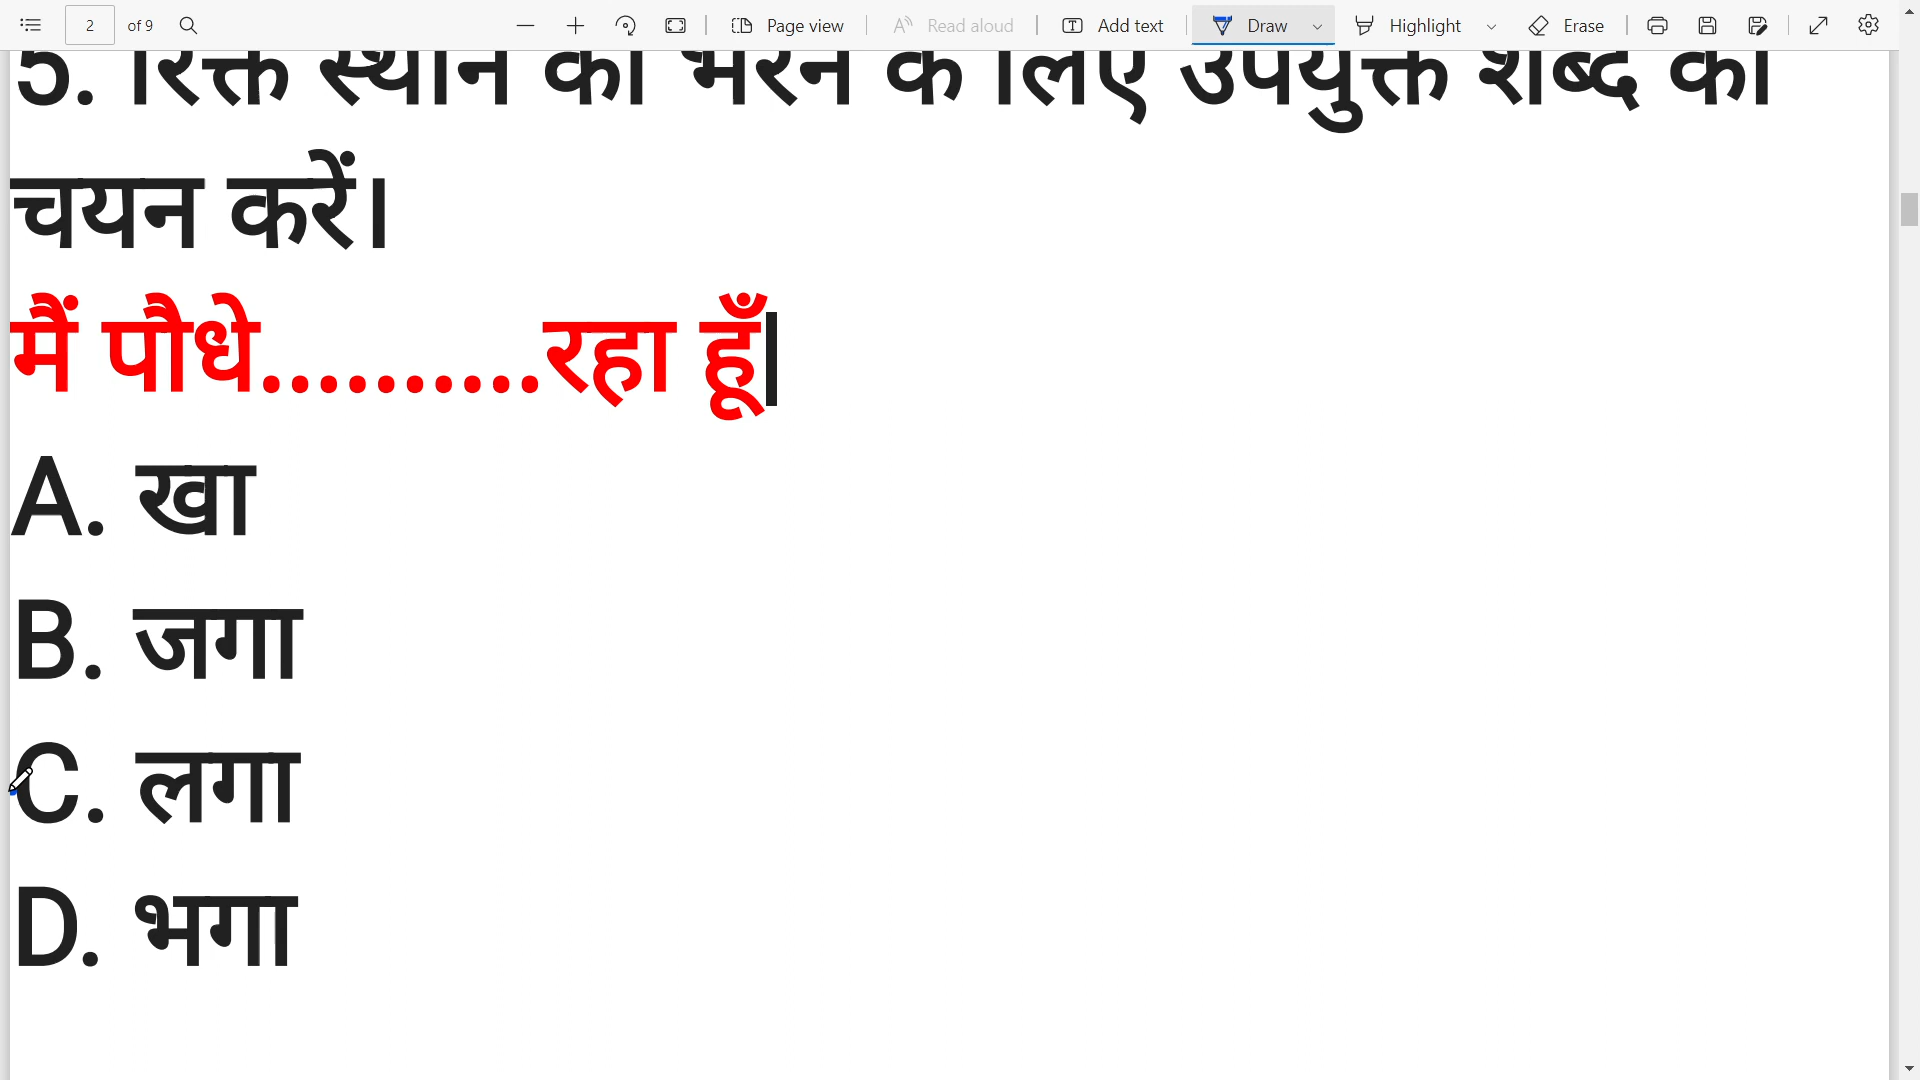 2 of 9 Page view Read aloud Add text Draw Highlight Erase
5. रिक्त स्थान को भरने के लिए उपयुक्त शब्द का
चयन करें।
मैं पौधे..........रहा हूँ|
A. खा
B. जगा
C. लगा
D. भगा